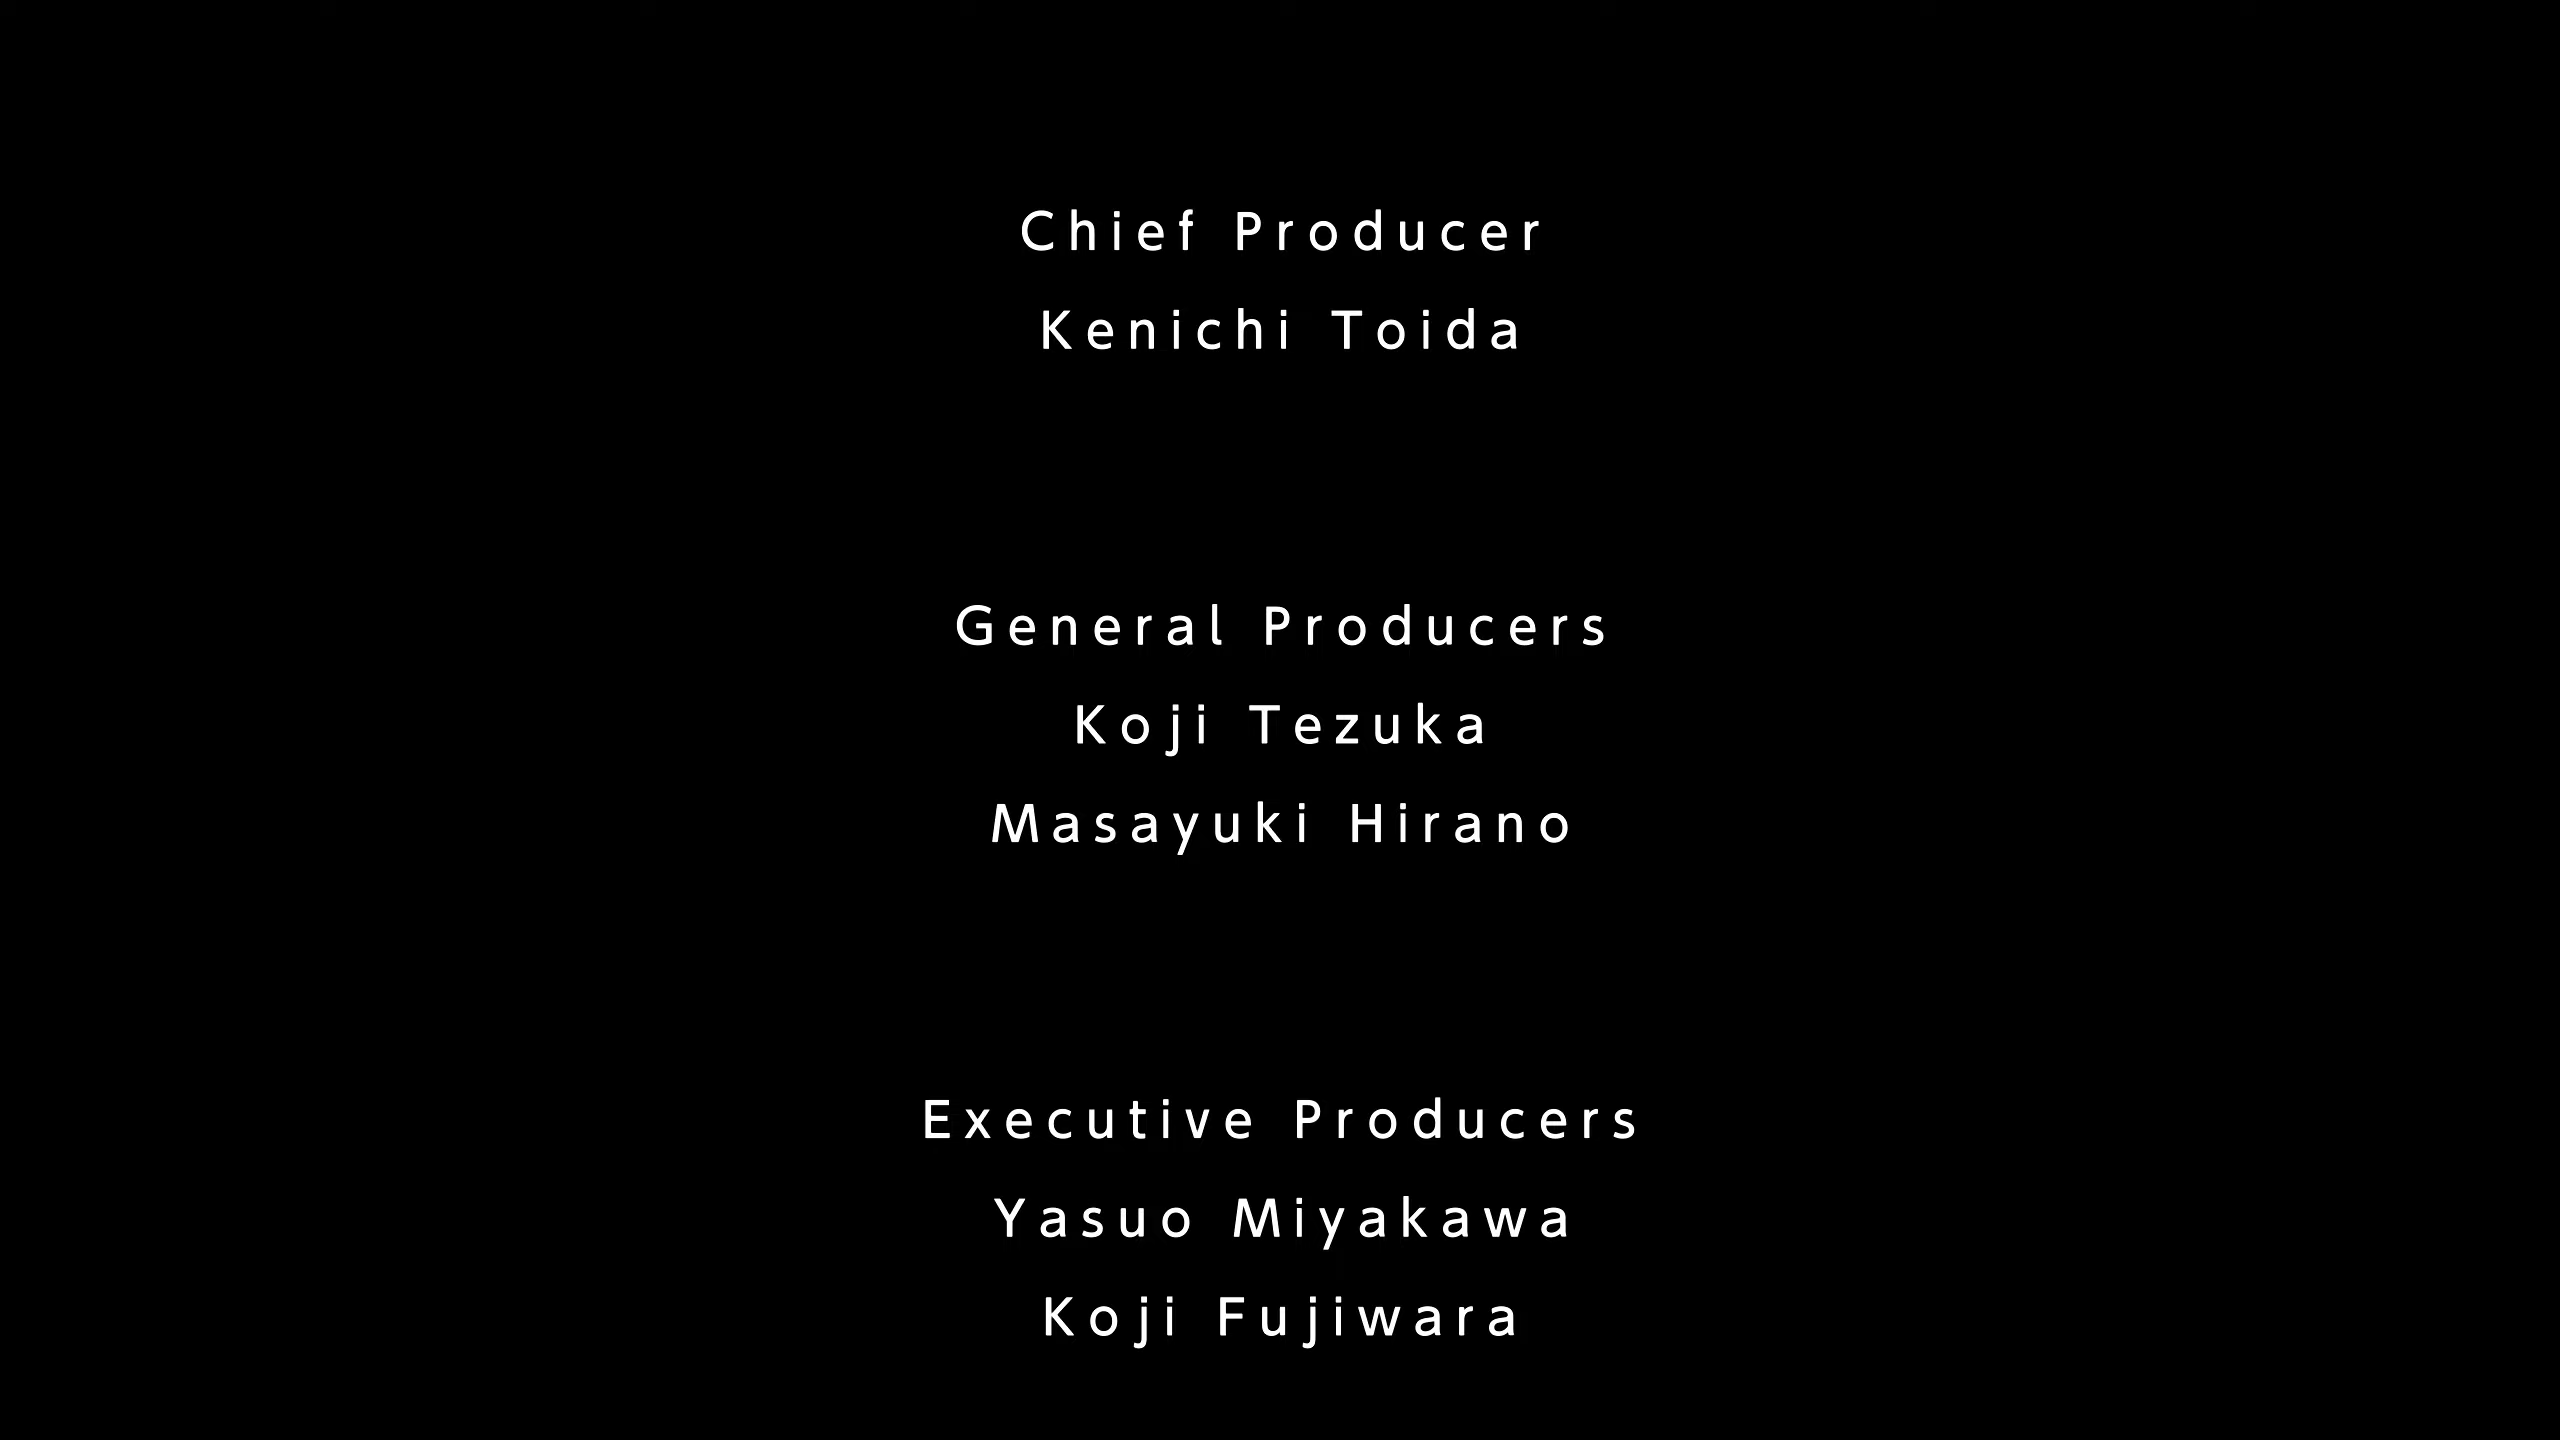 Chief Producer
Kenichi Toida
General Producers
Koji Tezuka
Masayuki Hirano
Executive Producers
Yasuo Miyakawa
Koji Fujiwara